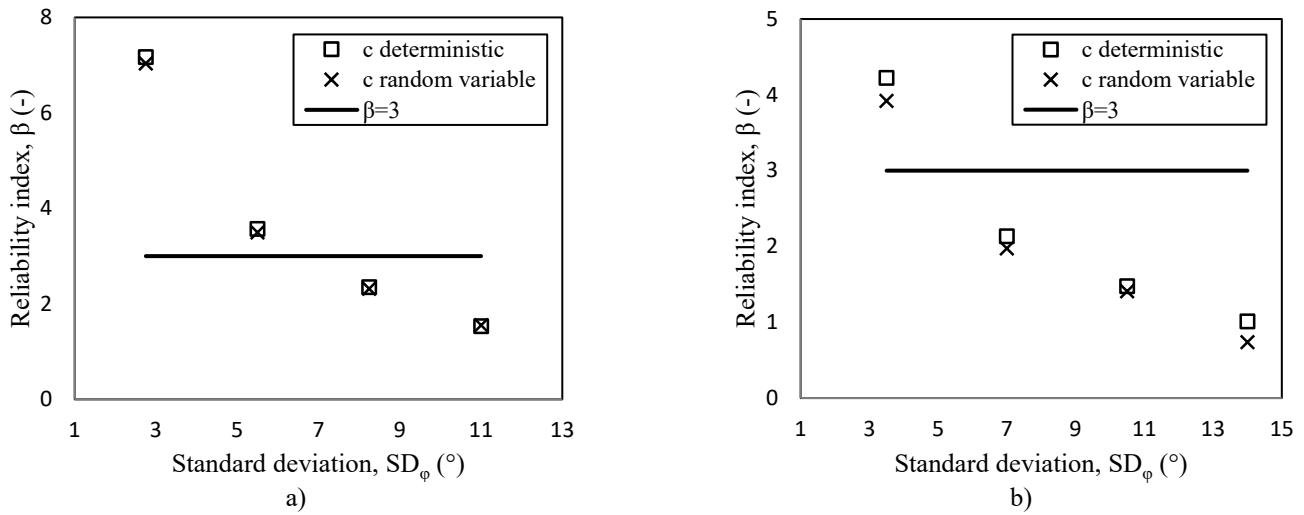 8
6
4
2
0
Reliability index, β (-)
c deterministic
c random variable
β=3
1 3 5 7 9 11 13
Standard deviation, SDφ (°)
a)
5
4
3
2
1
0
Reliability index, β (-)
c deterministic
c random variable
β=3
1 3 5 7 9 11 13 15
Standard deviation, SDφ (°)
b)